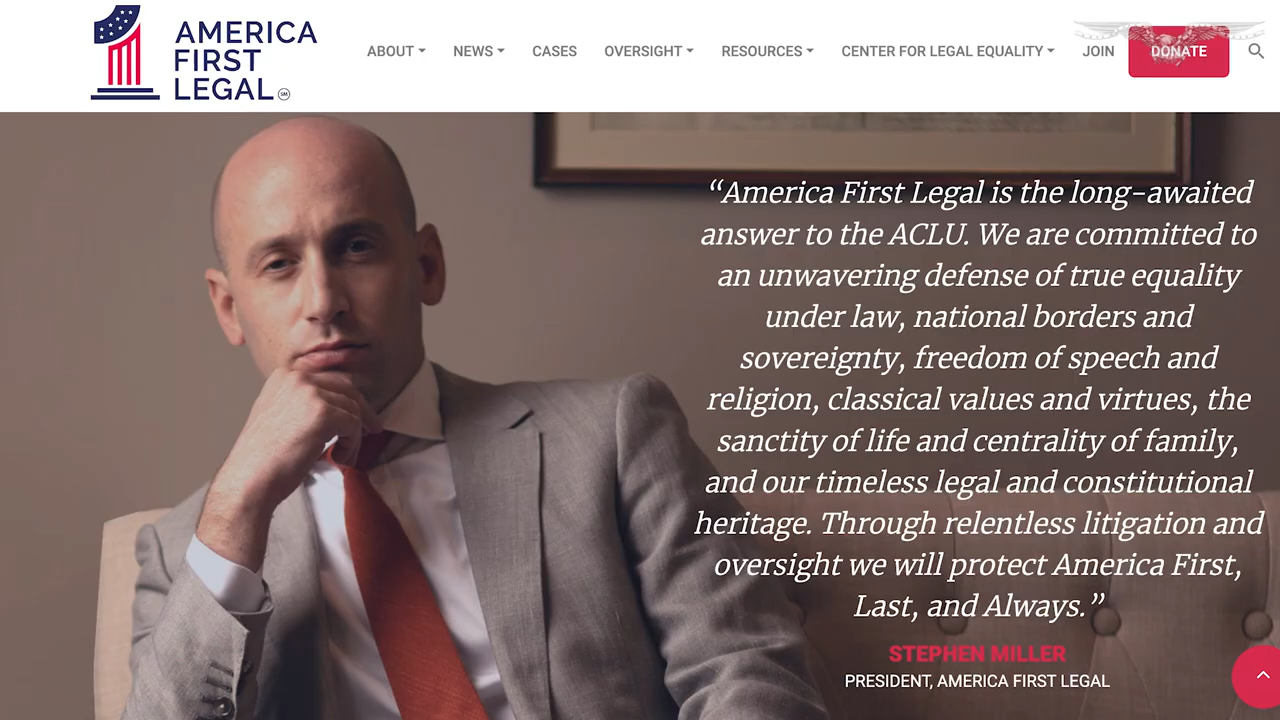 AMERICA
FIRST
LEGAL SM
ABOUT NEWS CASES OVERSIGHT RESOURCES CENTER FOR LEGAL EQUALITY JOIN DONATE
“America First Legal is the long-awaited
answer to the ACLU. We are committed to
an unwavering defense of true equality
under law, national borders and
sovereignty, freedom of speech and
religion, classical values and virtues, the
sanctity of life and centrality of family,
and our timeless legal and constitutional
heritage. Through relentless litigation and
oversight we will protect America First,
Last, and Always.”
STEPHEN MILLER
PRESIDENT, AMERICA FIRST LEGAL